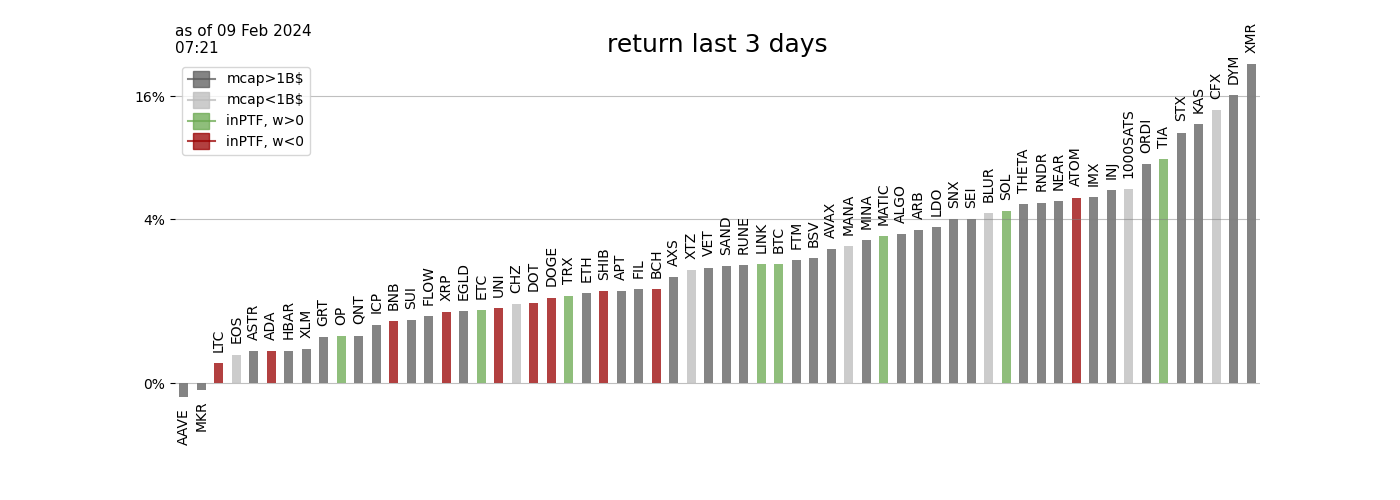 as of 09 Feb 2024
07:21
return last 3 days
mcap>1B$
mcap<1B$
inPTF, w>0
inPTF, w<0
16%
4%
0%
AAVE
MKR
LTC
EOS
ASTR
ADA
HBAR
XLM
GRT
OP
QNT
ICP
BNB
SUI
FLOW
XRP
EGLD
ETC
UNI
CHZ
DOT
DOGE
TRX
ETH
SHIB
APT
FIL
BCH
AXS
XTZ
VET
SAND
RUNE
LINK
BTC
FTM
BSV
AVAX
MANA
MINA
MATIC
ALGO
ARB
LDO
SNX
SEI
BLUR
SOL
THETA
RNDR
NEAR
ATOM
IMX
INJ
1000SATS
ORDI
TIA
STX
KAS
CFX
DYM
XMR